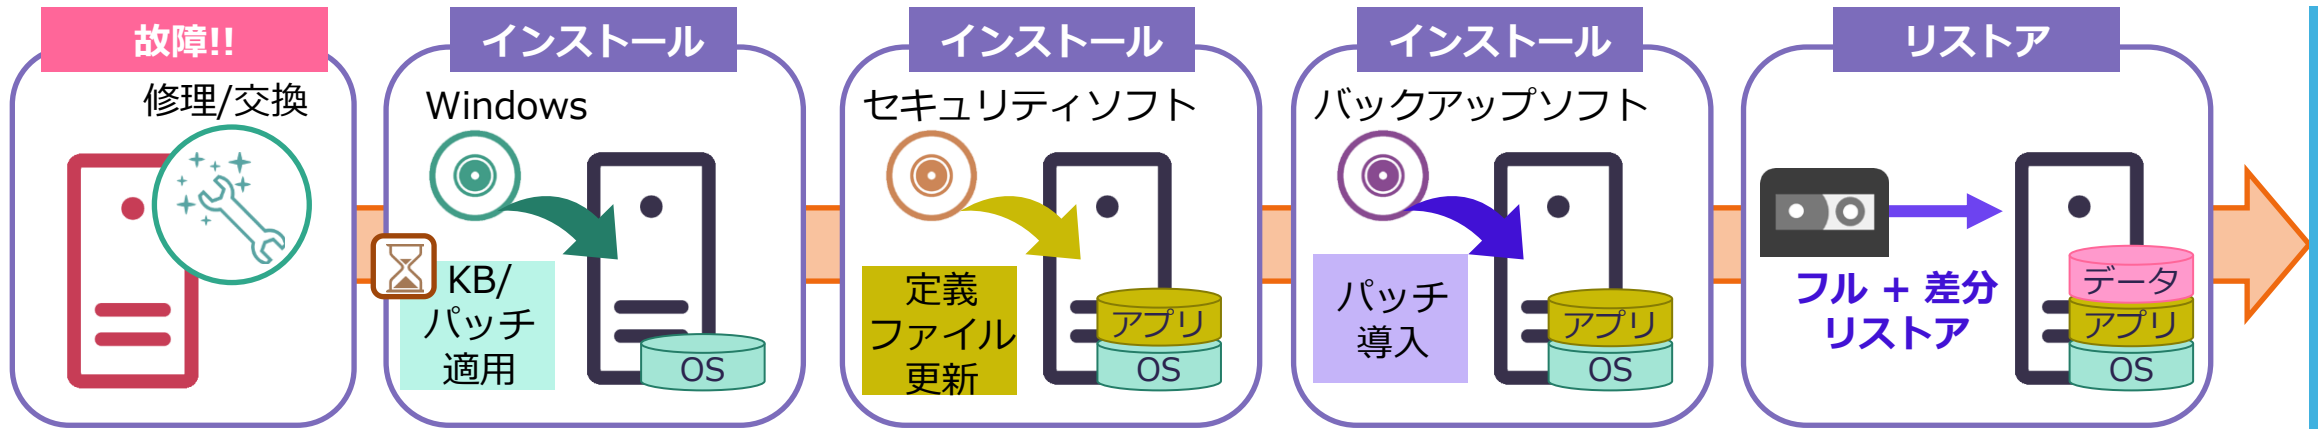 故障!!
修理/交換
インストール
Windows
KB/
パッチ
適用
OS
インストール
セキュリティソフト
定義
ファイル
更新
アプリ
OS
インストール
バックアップソフト
パッチ
導入
アプリ
OS
リストア
フル + 差分
リストア
データ
アプリ
OS